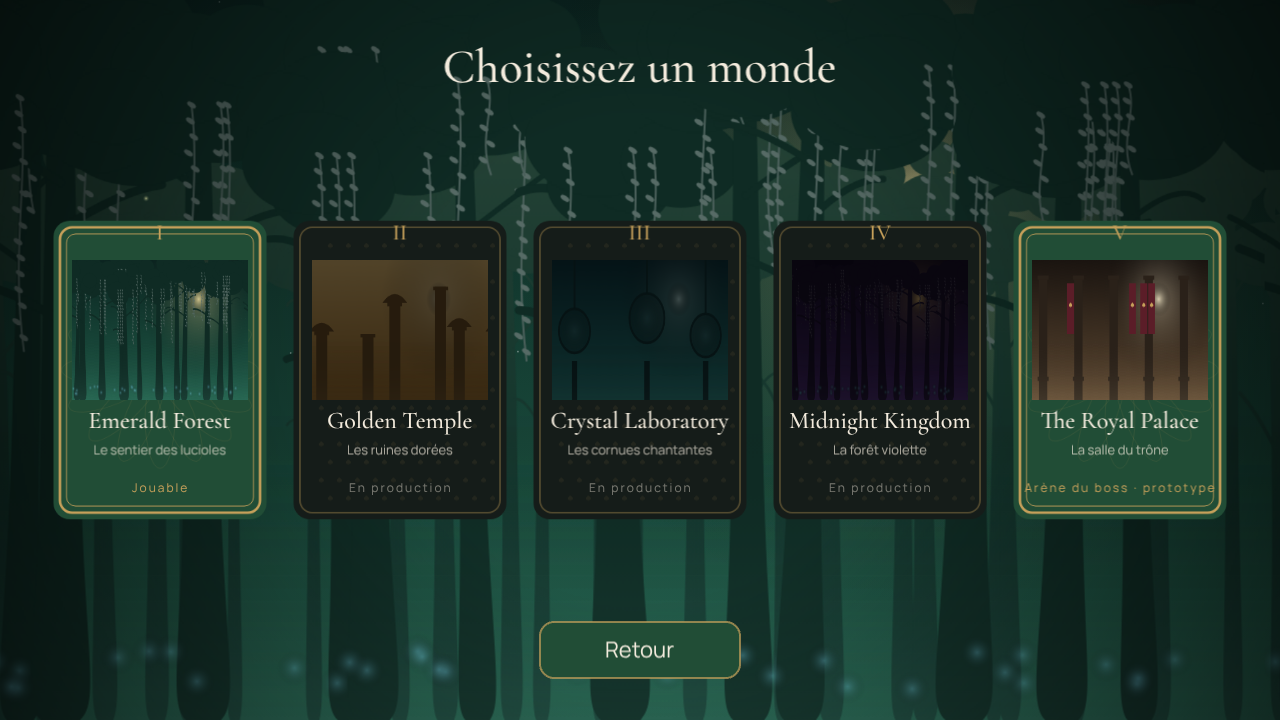 Choisissez un monde
I
II
III
IV
V
Emerald Forest
Golden Temple
Crystal Laboratory
Midnight Kingdom
The Royal Palace
Le sentier des lucioles
Les ruines dorées
Les cornues chantantes
La forêt violette
La salle du trône
Jouable
En production
En production
En production
Arène du boss · prototype
Retour